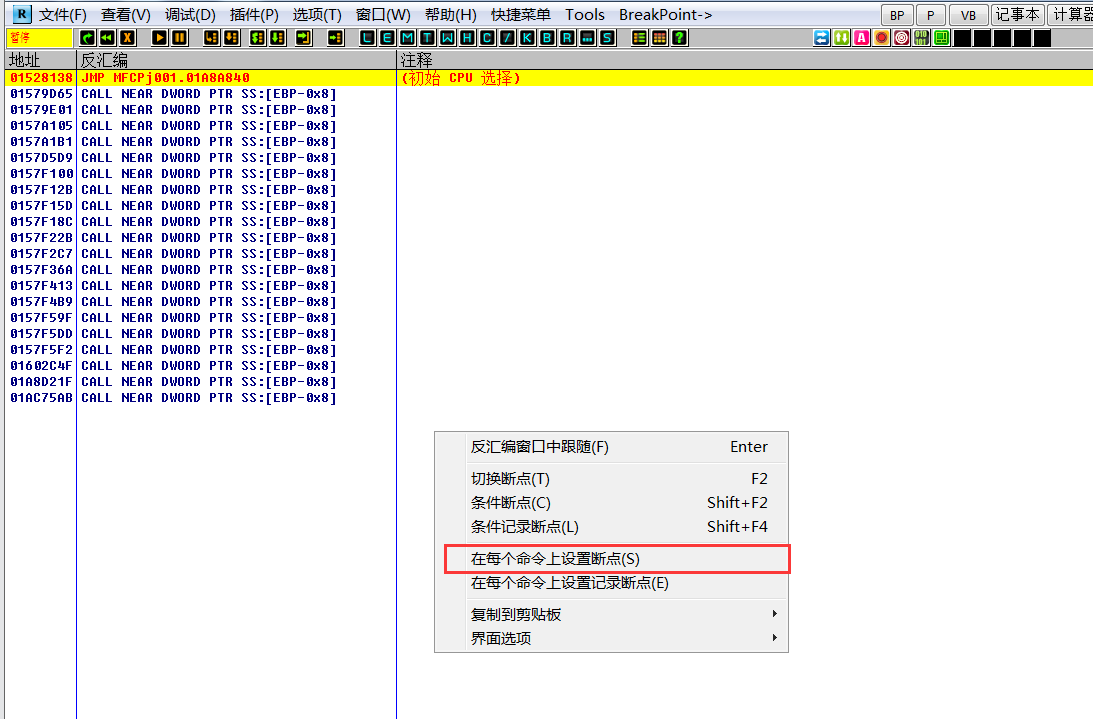 R 文件(F) 查看(V) 调试(D) 插件(P) 选项(T) 窗口(W) 帮助(H) 快捷菜单 Tools BreakPoint-> BP P VB 记事本 计算器
暂停 L E M T W H C / K B R ... S ?
地址 反汇编 注释
01528138 JMP MFCPj001.01A8A840 (初始 CPU 选择)
01579D65 CALL NEAR DWORD PTR SS:[EBP-0x8]
01579E01 CALL NEAR DWORD PTR SS:[EBP-0x8]
0157A105 CALL NEAR DWORD PTR SS:[EBP-0x8]
0157A1B1 CALL NEAR DWORD PTR SS:[EBP-0x8]
0157D5D9 CALL NEAR DWORD PTR SS:[EBP-0x8]
0157F100 CALL NEAR DWORD PTR SS:[EBP-0x8]
0157F12B CALL NEAR DWORD PTR SS:[EBP-0x8]
0157F15D CALL NEAR DWORD PTR SS:[EBP-0x8]
0157F18C CALL NEAR DWORD PTR SS:[EBP-0x8]
0157F22B CALL NEAR DWORD PTR SS:[EBP-0x8]
0157F2C7 CALL NEAR DWORD PTR SS:[EBP-0x8]
0157F36A CALL NEAR DWORD PTR SS:[EBP-0x8]
0157F413 CALL NEAR DWORD PTR SS:[EBP-0x8]
0157F4B9 CALL NEAR DWORD PTR SS:[EBP-0x8]
0157F59F CALL NEAR DWORD PTR SS:[EBP-0x8]
0157F5DD CALL NEAR DWORD PTR SS:[EBP-0x8]
0157F5F2 CALL NEAR DWORD PTR SS:[EBP-0x8]
01602C4F CALL NEAR DWORD PTR SS:[EBP-0x8]
01A8D21F CALL NEAR DWORD PTR SS:[EBP-0x8]
01AC75AB CALL NEAR DWORD PTR SS:[EBP-0x8]
反汇编窗口中跟随(F) Enter
切换断点(T) F2
条件断点(C) Shift+F2
条件记录断点(L) Shift+F4
在每个命令上设置断点(S)
在每个命令上设置记录断点(E)
复制到剪贴板
界面选项